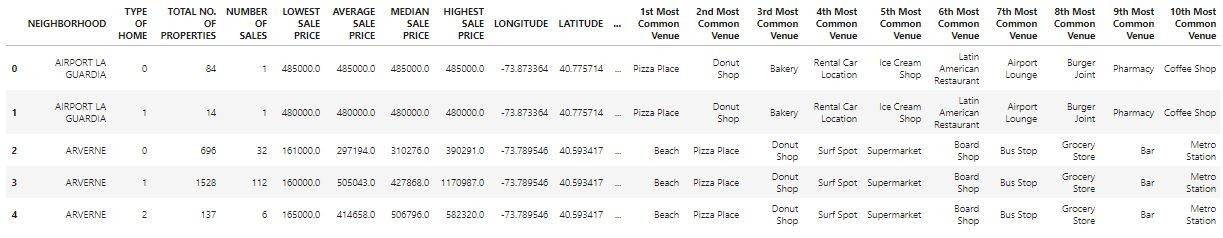 NEIGHBORHOOD TYPE OF HOME TOTAL NO. OF PROPERTIES NUMBER OF SALES LOWEST SALE PRICE AVERAGE SALE PRICE MEDIAN SALE PRICE HIGHEST SALE PRICE LONGITUDE LATITUDE ... 1st Most Common Venue 2nd Most Common Venue 3rd Most Common Venue 4th Most Common Venue 5th Most Common Venue 6th Most Common Venue 7th Most Common Venue 8th Most Common Venue 9th Most Common Venue 10th Most Common Venue
0 AIRPORT LA GUARDIA 0 84 1 485000.0 485000.0 485000.0 485000.0 -73.873364 40.775714 ... Pizza Place Donut Shop Bakery Rental Car Location Ice Cream Shop Latin American Restaurant Airport Lounge Burger Joint Pharmacy Coffee Shop
1 AIRPORT LA GUARDIA 1 14 1 480000.0 480000.0 480000.0 480000.0 -73.873364 40.775714 ... Pizza Place Donut Shop Bakery Rental Car Location Ice Cream Shop Latin American Restaurant Airport Lounge Burger Joint Pharmacy Coffee Shop
2 ARVERNE 0 696 32 161000.0 297194.0 310276.0 390291.0 -73.789546 40.593417 ... Beach Pizza Place Donut Shop Surf Spot Supermarket Board Shop Bus Stop Grocery Store Bar Metro Station
3 ARVERNE 1 1528 112 160000.0 505043.0 427868.0 1170987.0 -73.789546 40.593417 ... Beach Pizza Place Donut Shop Surf Spot Supermarket Board Shop Bus Stop Grocery Store Bar Metro Station
4 ARVERNE 2 137 6 165000.0 414658.0 506796.0 582320.0 -73.789546 40.593417 ... Beach Pizza Place Donut Shop Surf Spot Supermarket Board Shop Bus Stop Grocery Store Bar Metro Station